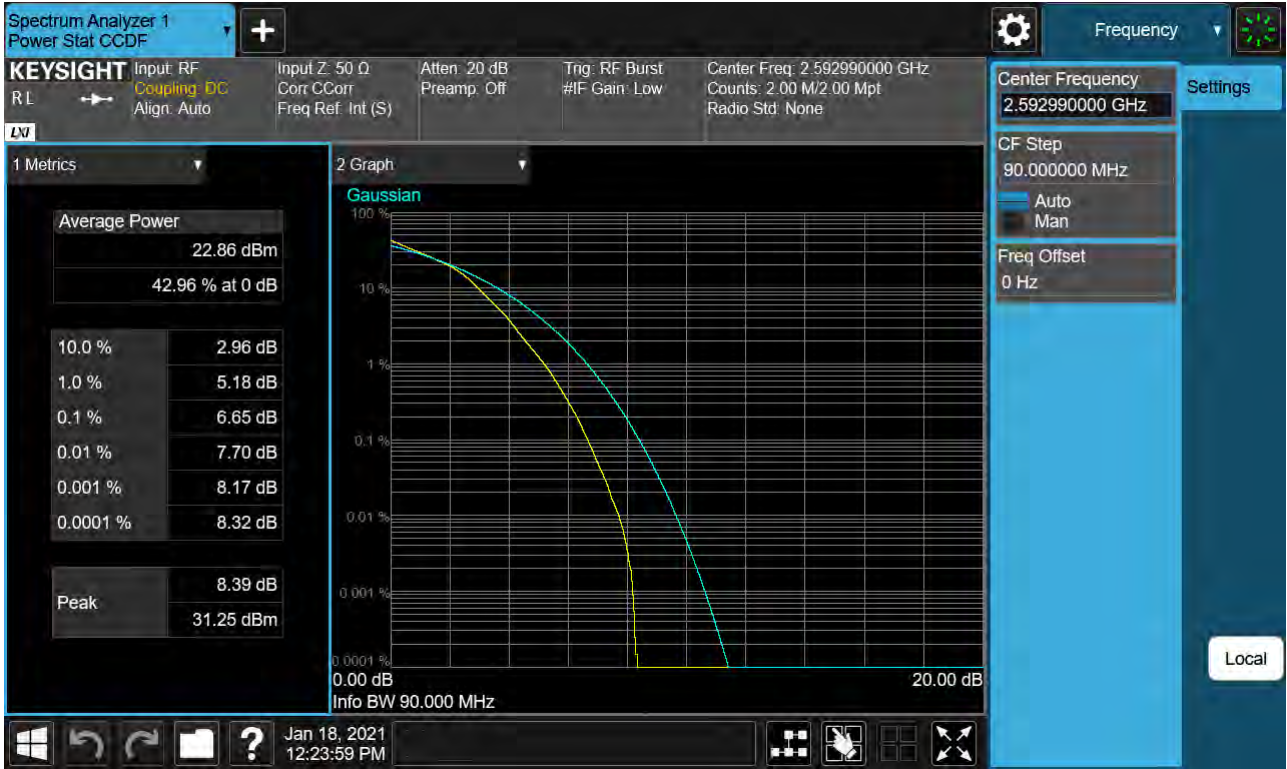 Spectrum Analyzer 1
Power Stat CCDF
Frequency
KEYSIGHT
R L
LXI
Input: RF
Coupling: DC
Align: Auto
Input Z: 50 Ω
Corr CCorr
Freq Ref: Int (S)
Atten: 20 dB
Preamp: Off
Trig: RF Burst
#IF Gain: Low
Center Freq: 2.592990000 GHz
Counts: 2.00 M/2.00 Mpt
Radio Std: None
1 Metrics
Average Power
22.86 dBm
42.96 % at 0 dB
10.0 % 2.96 dB
1.0 % 5.18 dB
0.1 % 6.65 dB
0.01 % 7.70 dB
0.001 % 8.17 dB
0.0001 % 8.32 dB
Peak
8.39 dB
31.25 dBm
2 Graph
Gaussian
100 %
10 %
1 %
0.1 %
0.01 %
0.001 %
0.0001 %
0.00 dB 20.00 dB
Info BW 90.000 MHz
Center Frequency
2.592990000 GHz
CF Step
90.000000 MHz
Auto
Man
Freq Offset
0 Hz
Settings
Local
?
Jan 18, 2021
12:23:59 PM